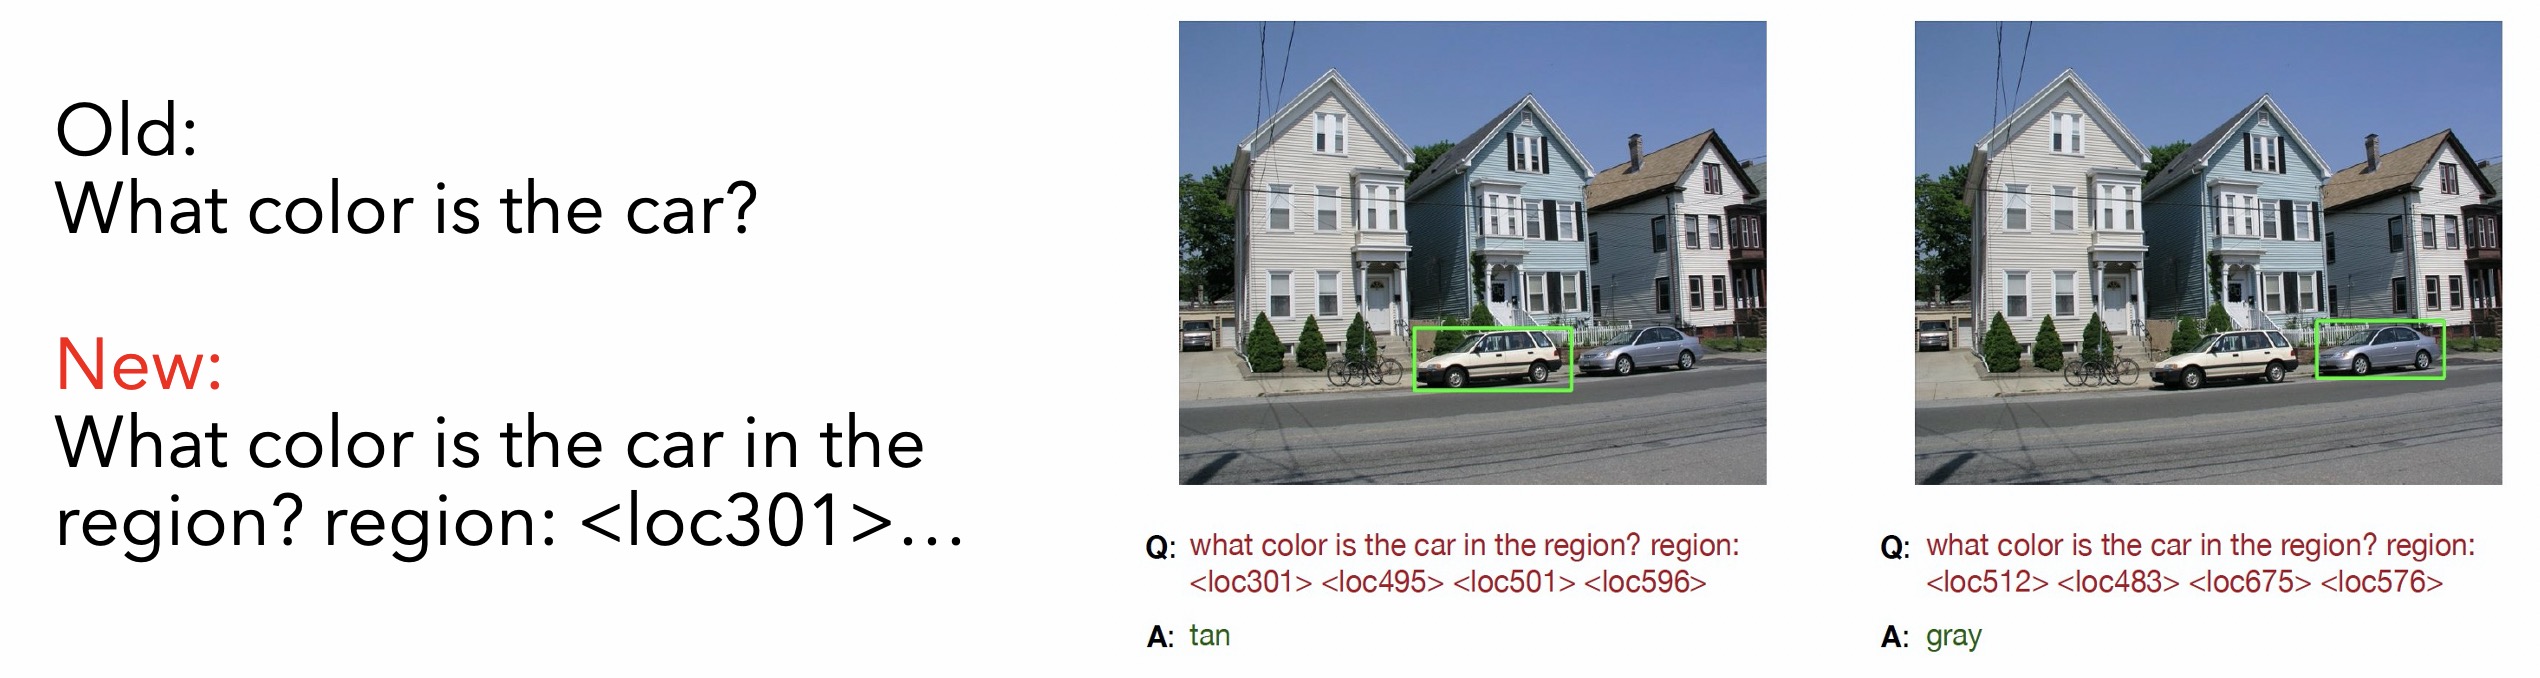 Old:
What color is the car?
New:
What color is the car in the
region? region: <loc301>...
Q: what color is the car in the region? region:
<loc301> <loc495> <loc501> <loc596>
A: tan
Q: what color is the car in the region? region:
<loc512> <loc483> <loc675> <loc576>
A: gray